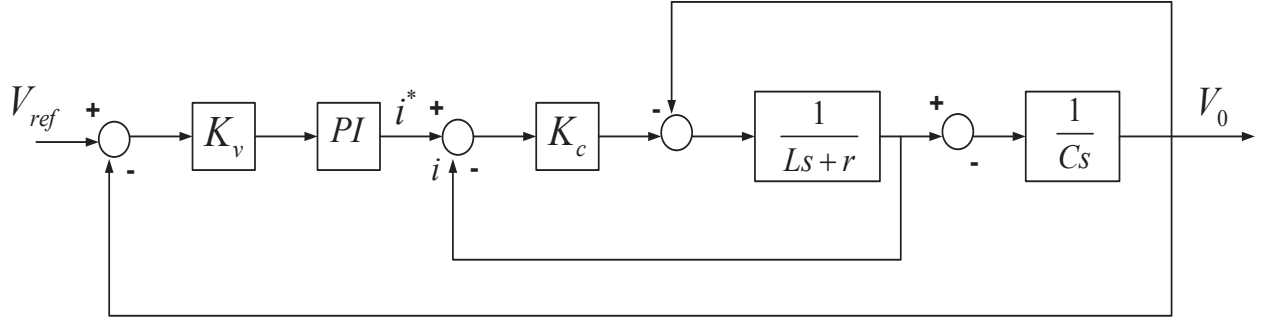 V_ref
+
-
K_v
PI
i*
+
i
-
K_c
-
1
Ls + r
+
-
1
Cs
V_0